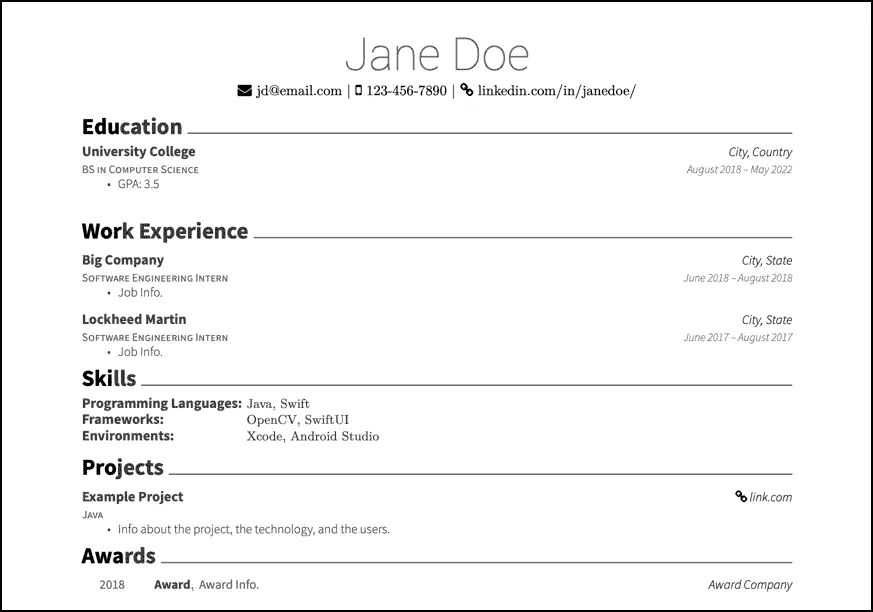 Jane Doe
jd@email.com | 123-456-7890 | linkedin.com/in/janedoe/
Education
University College City, Country
BS in Computer Science August 2018 – May 2022
• GPA: 3.5
Work Experience
Big Company City, State
Software Engineering Intern June 2018 – August 2018
• Job Info.
Lockheed Martin City, State
Software Engineering Intern June 2017 – August 2017
• Job Info.
Skills
Programming Languages: Java, Swift
Frameworks: OpenCV, SwiftUI
Environments: Xcode, Android Studio
Projects
Example Project link.com
Java
• Info about the project, the technology, and the users.
Awards
2018 Award, Award Info. Award Company